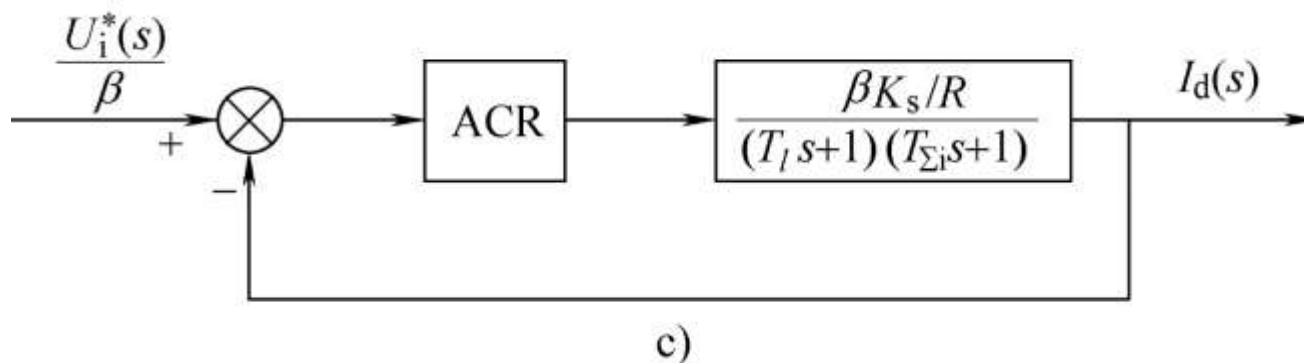 U_i^*(s)
β
+
−
ACR
βK_s/R
(T_l s+1)(T_Σi s+1)
I_d(s)
c)